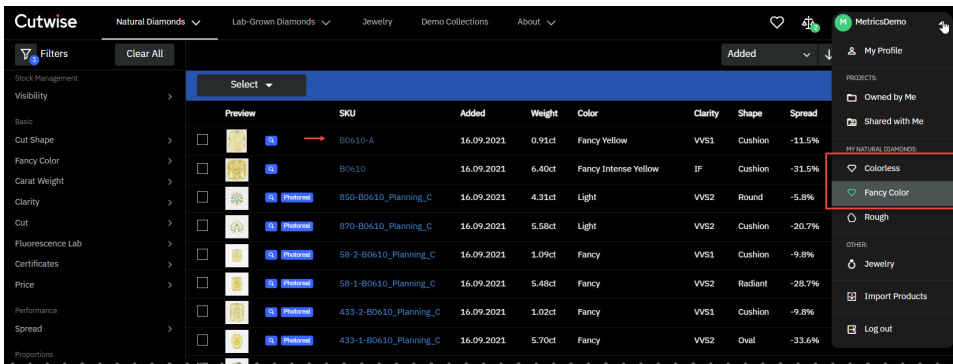 Cutwise Natural Diamonds Lab-Grown Diamonds Jewelry Demo Collections About 2 M MetricsDemo
1 Filters Clear All Added
My Profile
Stock Management
Visibility
Select
PROJECTS:
Owned by Me
Shared with Me
Basic
Preview SKU Added Weight Color Clarity Shape Spread
Cut Shape
B0610-A 16.09.2021 0.91ct Fancy Yellow VVS1 Cushion -11.5%
MY NATURAL DIAMONDS:
Fancy Color
B0610 16.09.2021 6.40ct Fancy Intense Yellow IF Cushion -31.5%
Colorless
Carat Weight
Fancy Color
Clarity
Photoreal 850-B0610_Planning_C 16.09.2021 4.31ct Light VVS2 Round -5.8%
Rough
Cut
Photoreal 870-B0610_Planning_C 16.09.2021 5.58ct Light VVS2 Cushion -20.7%
Fluorescence Lab
OTHER:
Photoreal 58-2-B0610_Planning_C 16.09.2021 1.09ct Fancy VVS1 Cushion -9.8%
Jewelry
Certificates
Price
Photoreal 58-1-B0610_Planning_C 16.09.2021 5.48ct Fancy VVS2 Radiant -28.7%
Import Products
Performance
Photoreal 433-2-B0610_Planning_C 16.09.2021 1.02ct Fancy VVS1 Cushion -9.8%
Spread
Log out
Photoreal 433-1-B0610_Planning_C 16.09.2021 5.70ct Fancy VVS2 Oval -33.6%
Proportions